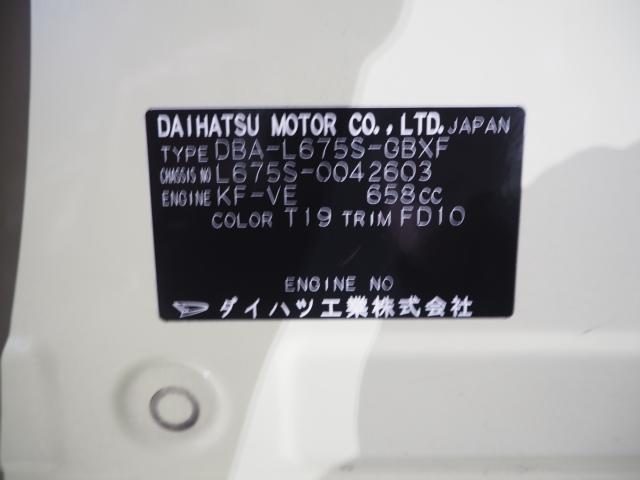 DAIHATSU MOTOR CO.,LTD. JAPAN
TYPE DBA-L675S-GBXF
CHASSIS NO L675S-0042603
ENGINE KF-VE 658cc
COLOR T19 TRIM FD10
ENGINE NO
ダイハツ工業株式会社